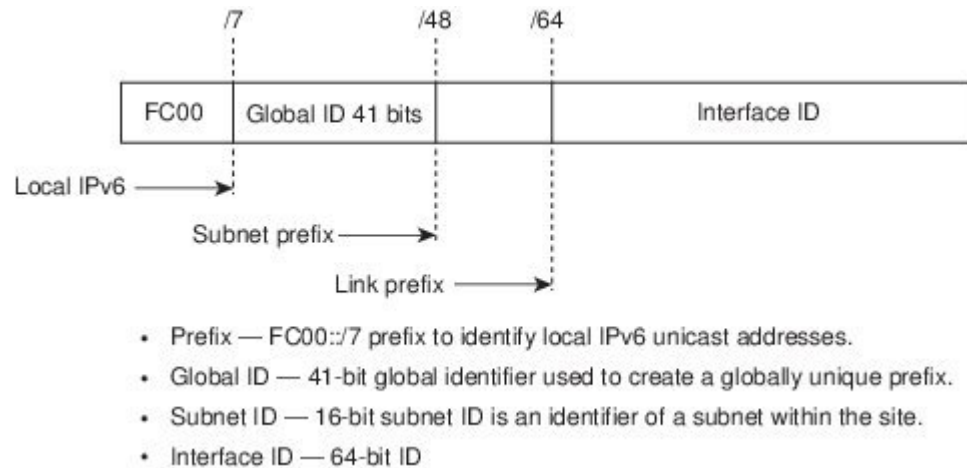 /7 /48 /64
FC00 Global ID 41 bits Interface ID
Local IPv6
Subnet prefix
Link prefix
• Prefix — FC00::/7 prefix to identify local IPv6 unicast addresses.
• Global ID — 41-bit global identifier used to create a globally unique prefix.
• Subnet ID — 16-bit subnet ID is an identifier of a subnet within the site.
• Interface ID — 64-bit ID